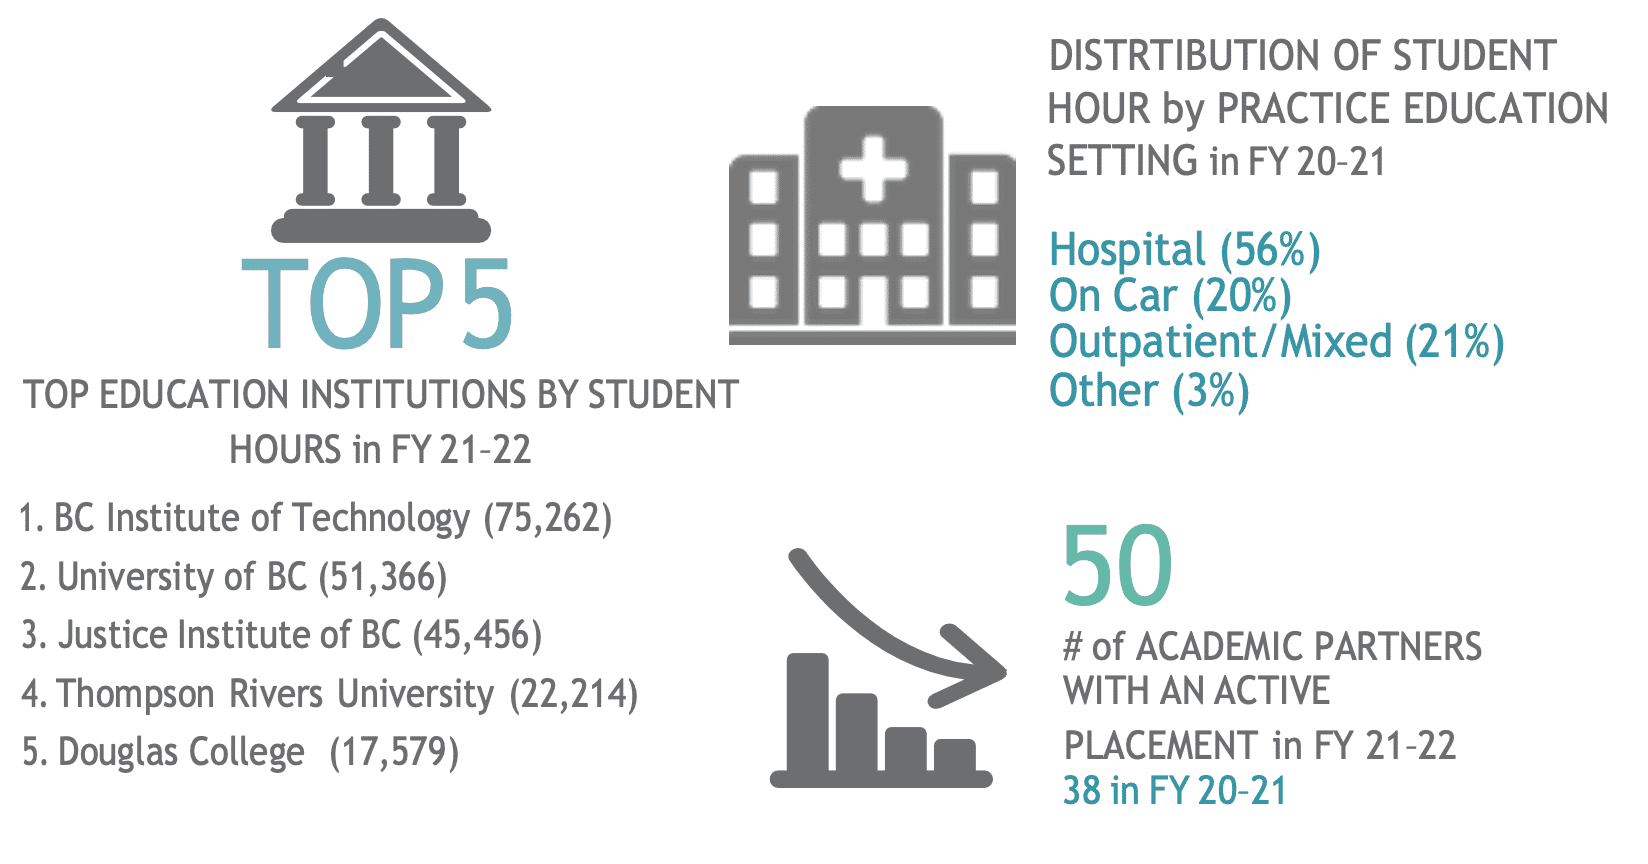 TOP 5
TOP EDUCATION INSTITUTIONS BY STUDENT
HOURS in FY 21–22
1. BC Institute of Technology (75,262)
2. University of BC (51,366)
3. Justice Institute of BC (45,456)
4. Thompson Rivers University (22,214)
5. Douglas College (17,579)
DISTRTIBUTION OF STUDENT
HOUR by PRACTICE EDUCATION
SETTING in FY 20–21
Hospital (56%)
On Car (20%)
Outpatient/Mixed (21%)
Other (3%)
50
# of ACADEMIC PARTNERS
WITH AN ACTIVE
PLACEMENT in FY 21–22
38 in FY 20–21